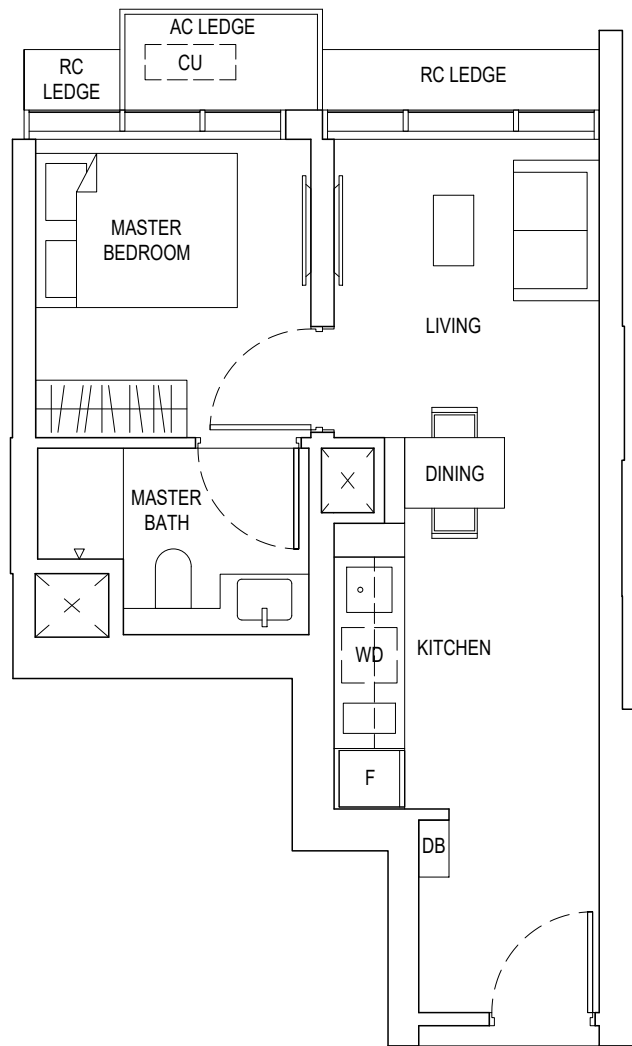 AC LEDGE
RC
LEDGE
CU
RC LEDGE
MASTER
BEDROOM
LIVING
DINING
MASTER
BATH
KITCHEN
WD
F
DB